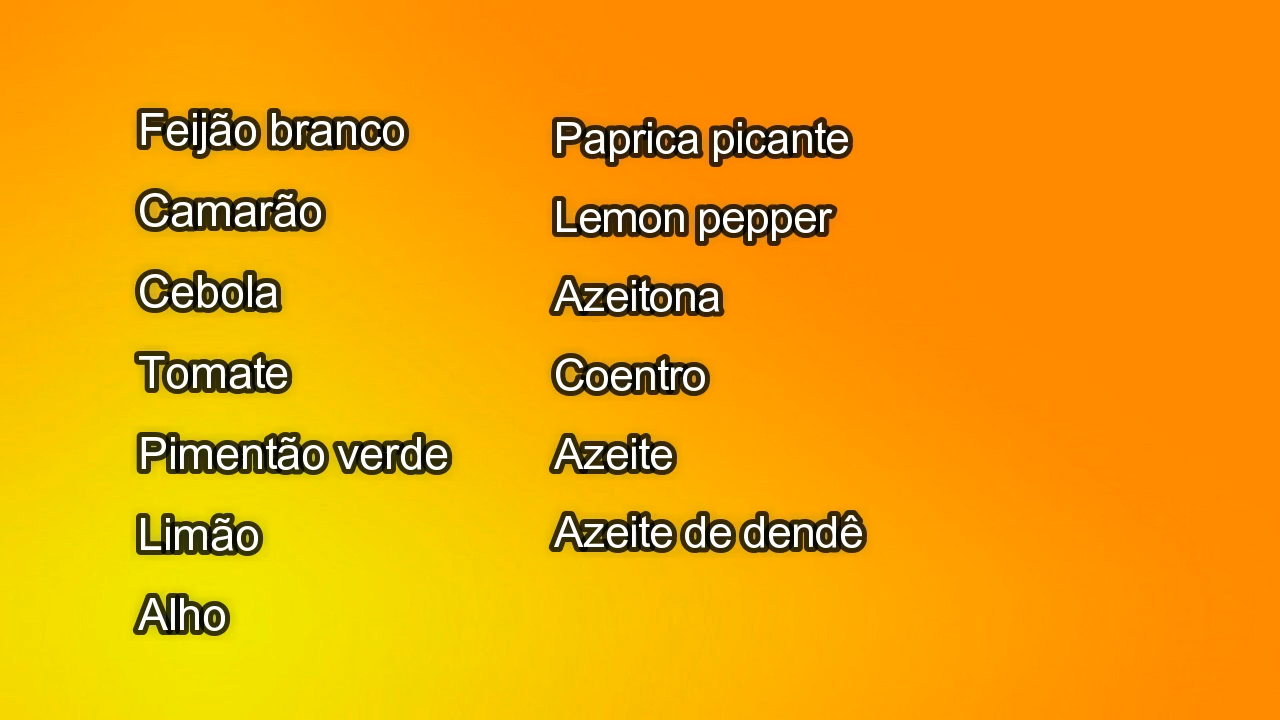 Feijão branco
Camarão
Cebola
Tomate
Pimentão verde
Limão
Alho
Paprica picante
Lemon pepper
Azeitona
Coentro
Azeite
Azeite de dendê